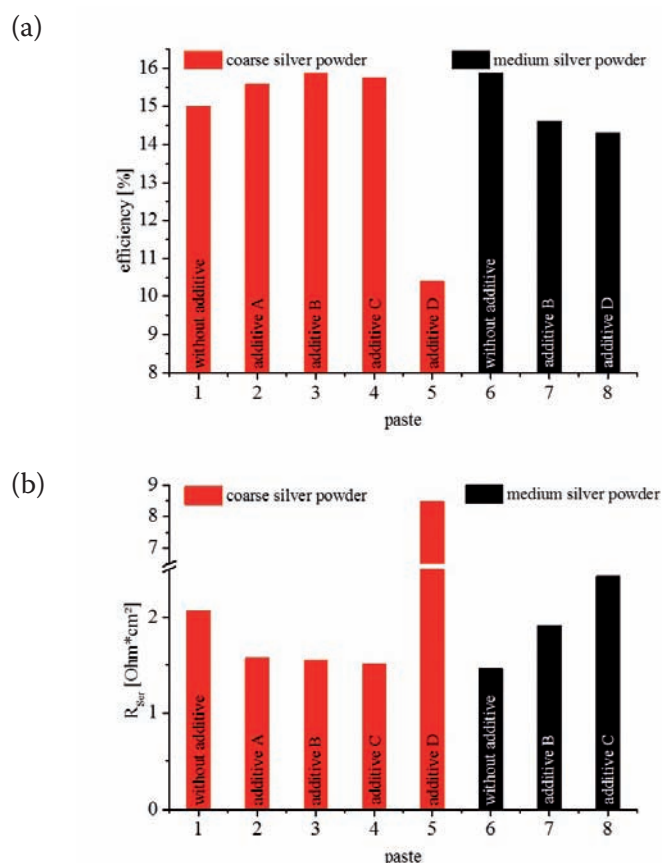 (a)
coarse silver powder
medium silver powder
efficiency [%]
16
15
14
13
12
11
10
9
8
without additive
additive A
additive B
additive C
additive D
without additive
additive B
additive D
1 2 3 4 5 6 7 8
paste
(b)
coarse silver powder
medium silver powder
R_Ser [Ohm*cm²]
9
8
7
2
1
0
without additive
additive A
additive B
additive C
additive D
without additive
additive B
additive C
1 2 3 4 5 6 7 8
paste